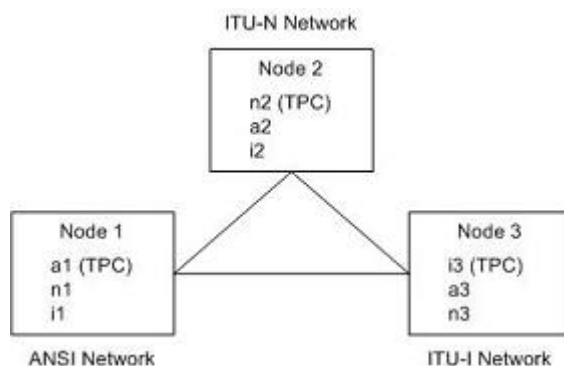 ITU-N Network
Node 2
n2 (TPC)
a2
i2
Node 1
a1 (TPC)
n1
i1
ANSI Network
Node 3
i3 (TPC)
a3
n3
ITU-I Network